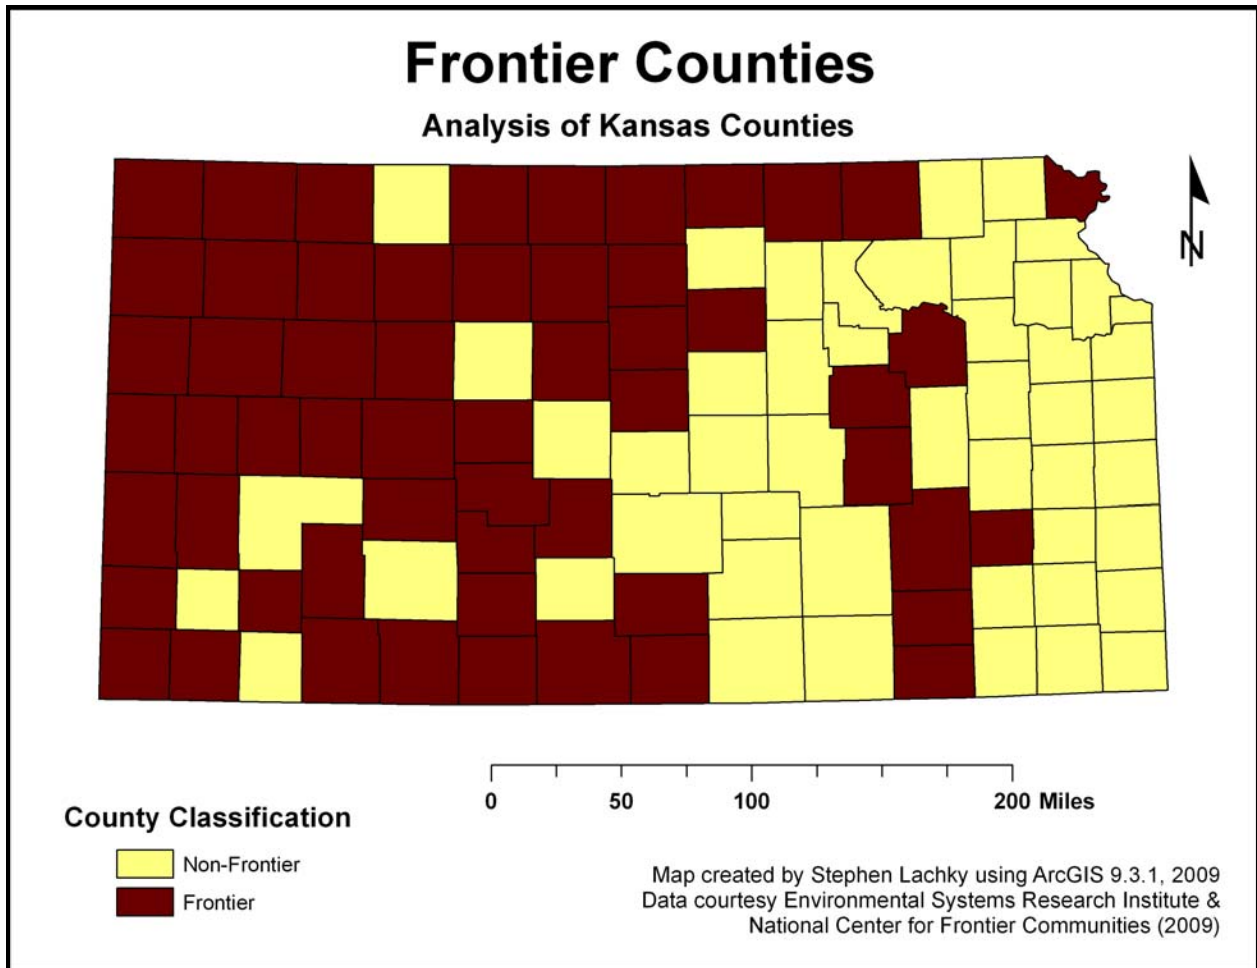 Frontier Counties
Analysis of Kansas Counties
N
0 50 100 200 Miles
County Classification
Non-Frontier
Frontier
Map created by Stephen Lachky using ArcGIS 9.3.1, 2009
Data courtesy Environmental Systems Research Institute &
National Center for Frontier Communities (2009)